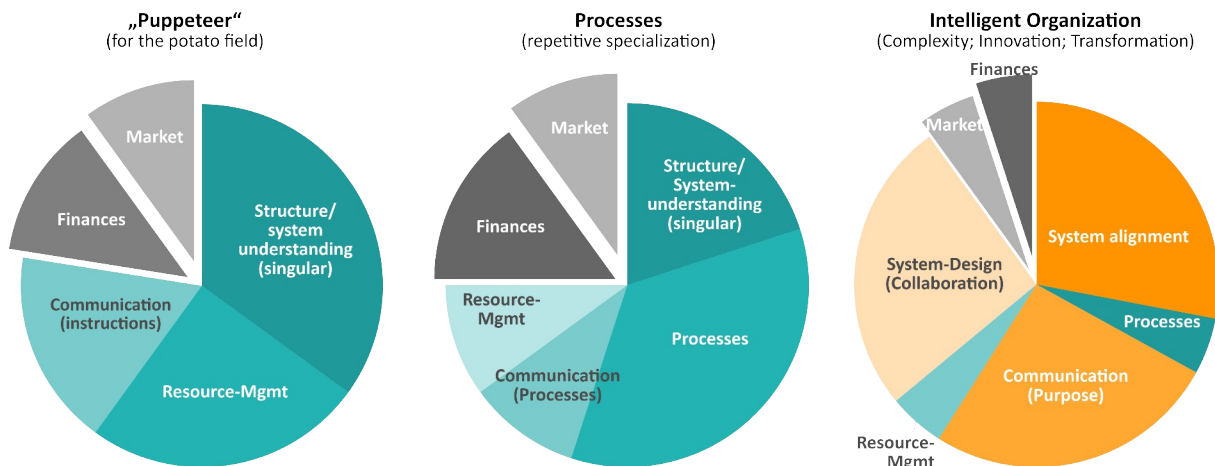 „Puppeteer“
(for the potato field)
Market
Finances
Structure/
system
understanding
(singular)
Communication
(instructions)
Resource-Mgmt
Processes
(repetitive specialization)
Market
Structure/
System-
understanding
(singular)
Finances
Resource-
Mgmt
Processes
Communication
(Processes)
Intelligent Organization
(Complexity; Innovation; Transformation)
Finances
Market
System alignment
System-Design
(Collaboration)
Processes
Communication
(Purpose)
Resource-
Mgmt